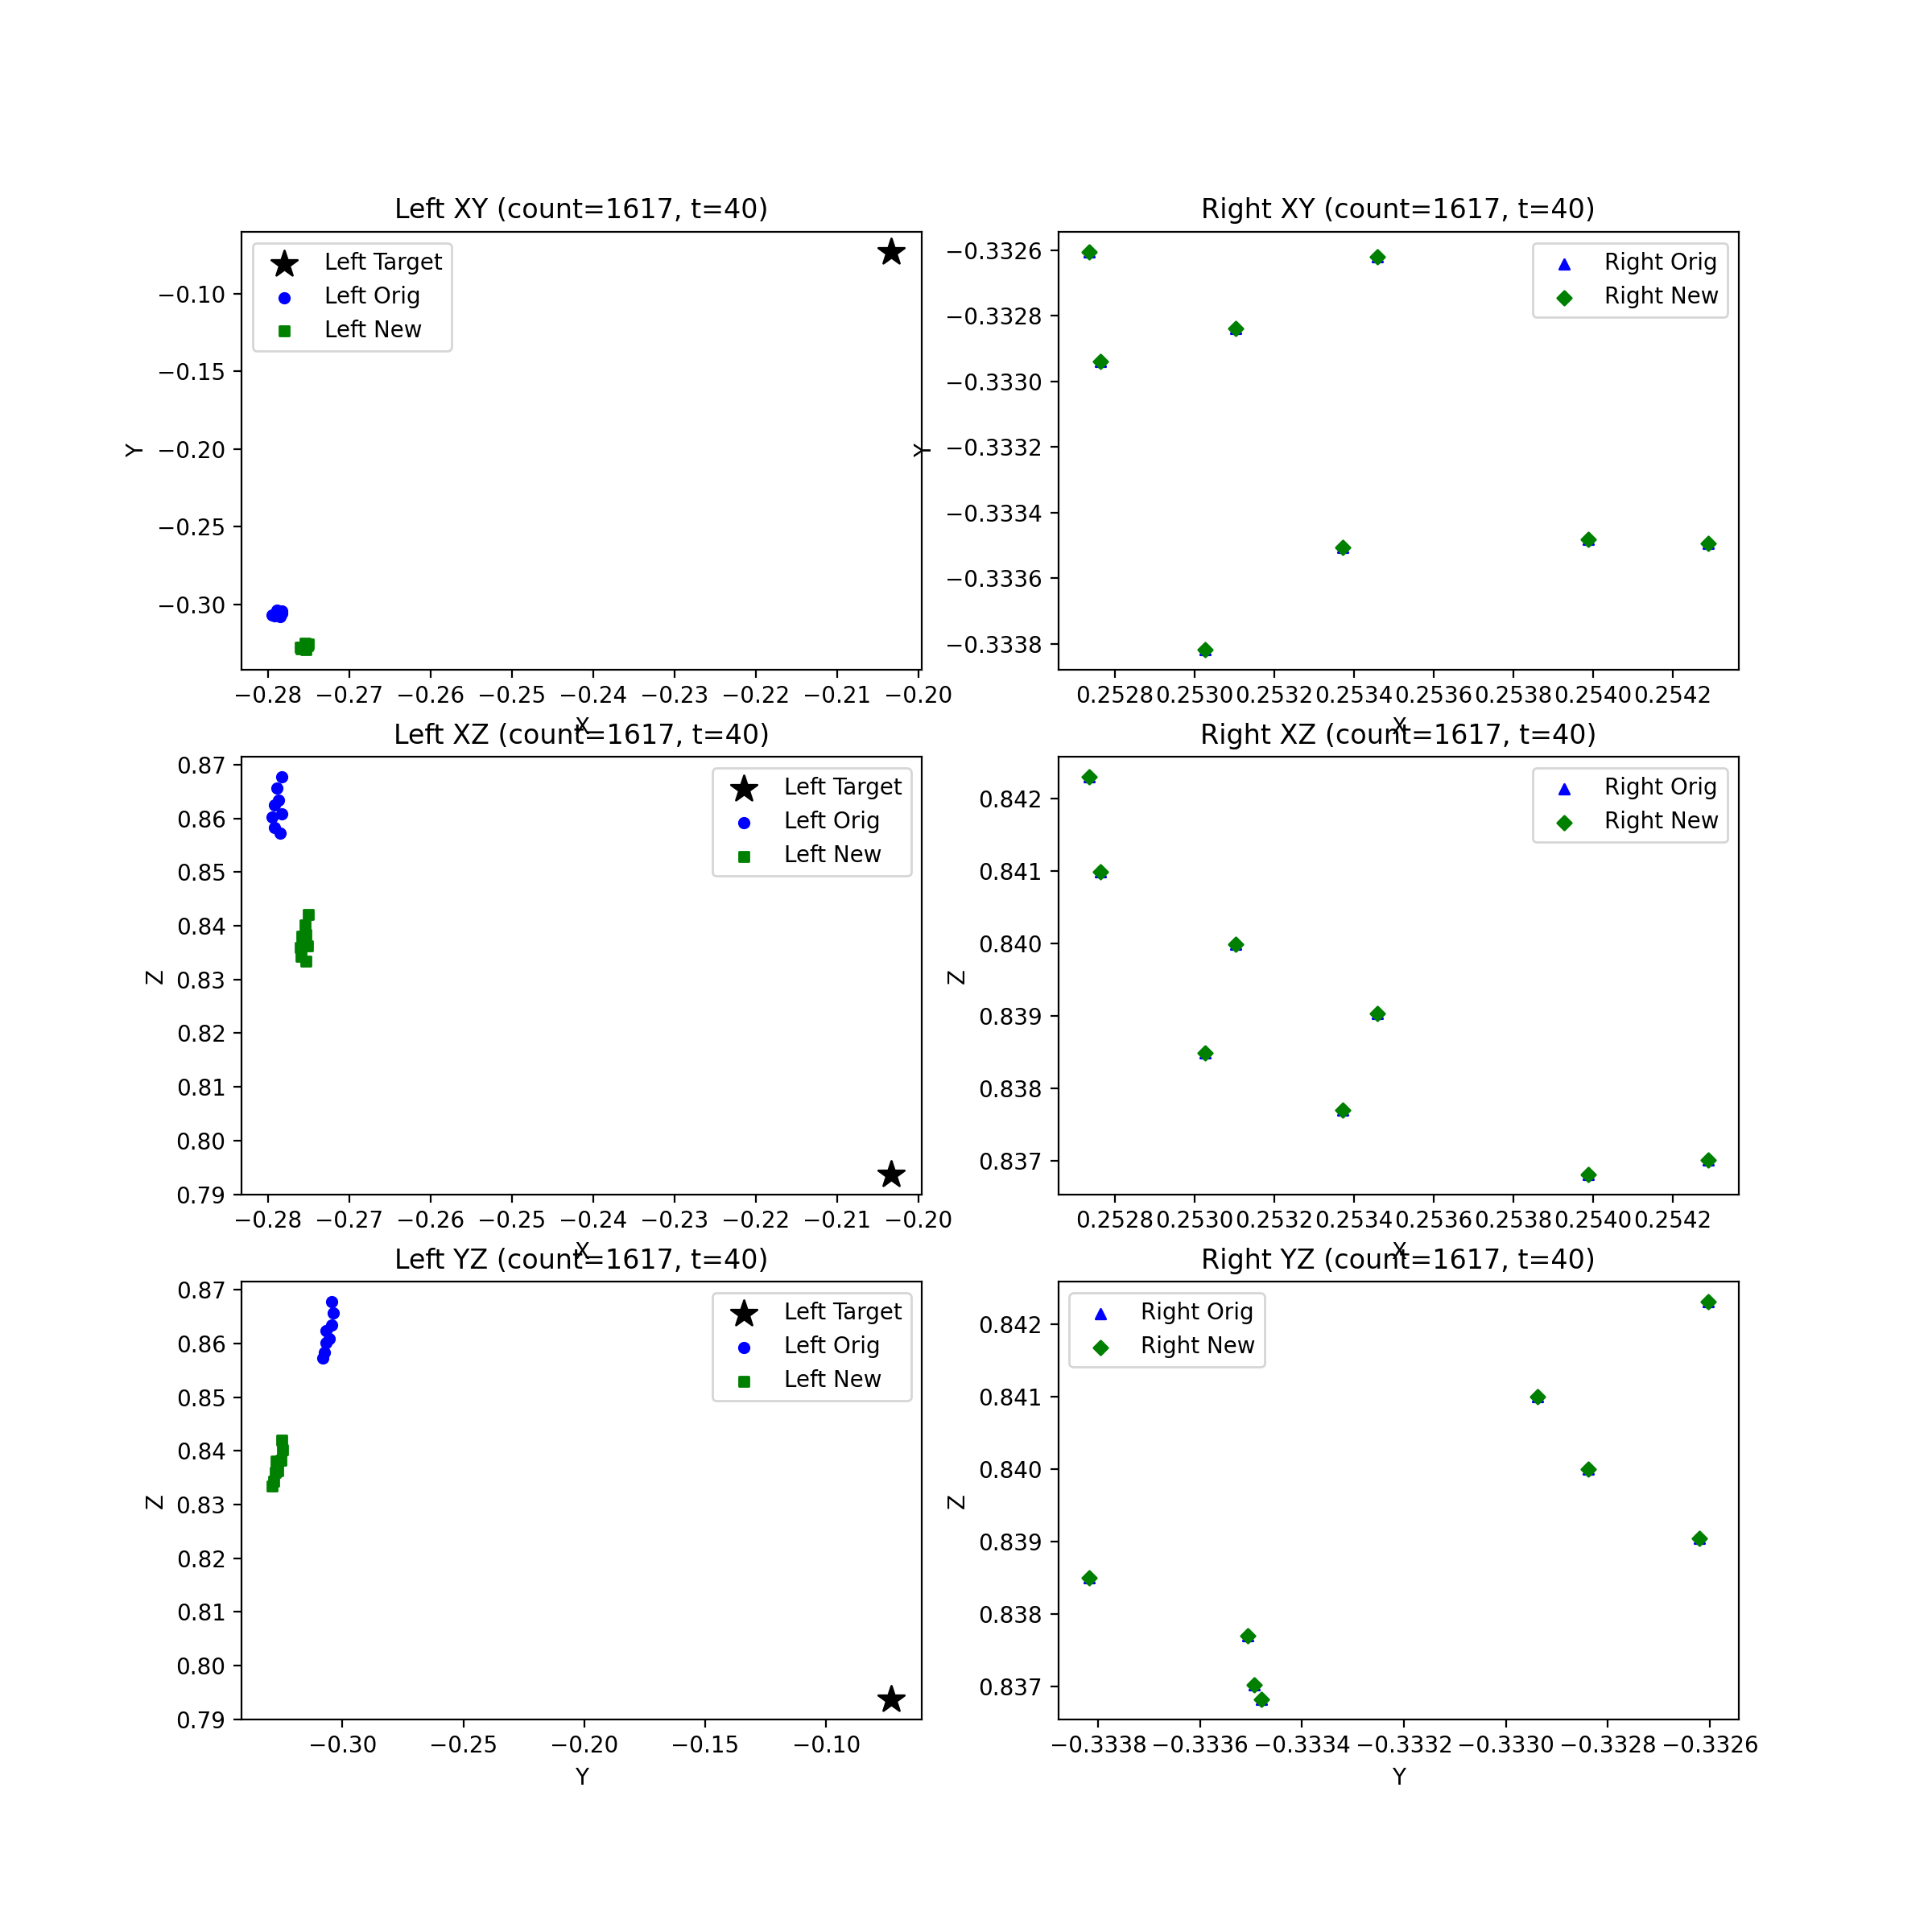 Left XY (count=1617, t=40)
Left Target
Left Orig
Left New
−0.10
−0.15
−0.20
−0.25
−0.30
Y
−0.28 −0.27 −0.26 −0.25 −0.24 −0.23 −0.22 −0.21 −0.20
X
Right XY (count=1617, t=40)
Right Orig
Right New
−0.3326
−0.3328
−0.3330
−0.3332
−0.3334
−0.3336
−0.3338
Y
0.2528 0.2530 0.2532 0.2534 0.2536 0.2538 0.2540 0.2542
X
Left XZ (count=1617, t=40)
Left Target
Left Orig
Left New
0.87
0.86
0.85
0.84
0.83
0.82
0.81
0.80
0.79
Z
−0.28 −0.27 −0.26 −0.25 −0.24 −0.23 −0.22 −0.21 −0.20
X
Right XZ (count=1617, t=40)
Right Orig
Right New
0.842
0.841
0.840
0.839
0.838
0.837
Z
0.2528 0.2530 0.2532 0.2534 0.2536 0.2538 0.2540 0.2542
X
Left YZ (count=1617, t=40)
Left Target
Left Orig
Left New
0.87
0.86
0.85
0.84
0.83
0.82
0.81
0.80
0.79
Z
−0.30 −0.25 −0.20 −0.15 −0.10
Y
Right YZ (count=1617, t=40)
Right Orig
Right New
0.842
0.841
0.840
0.839
0.838
0.837
Z
−0.3338 −0.3336 −0.3334 −0.3332 −0.3330 −0.3328 −0.3326
Y